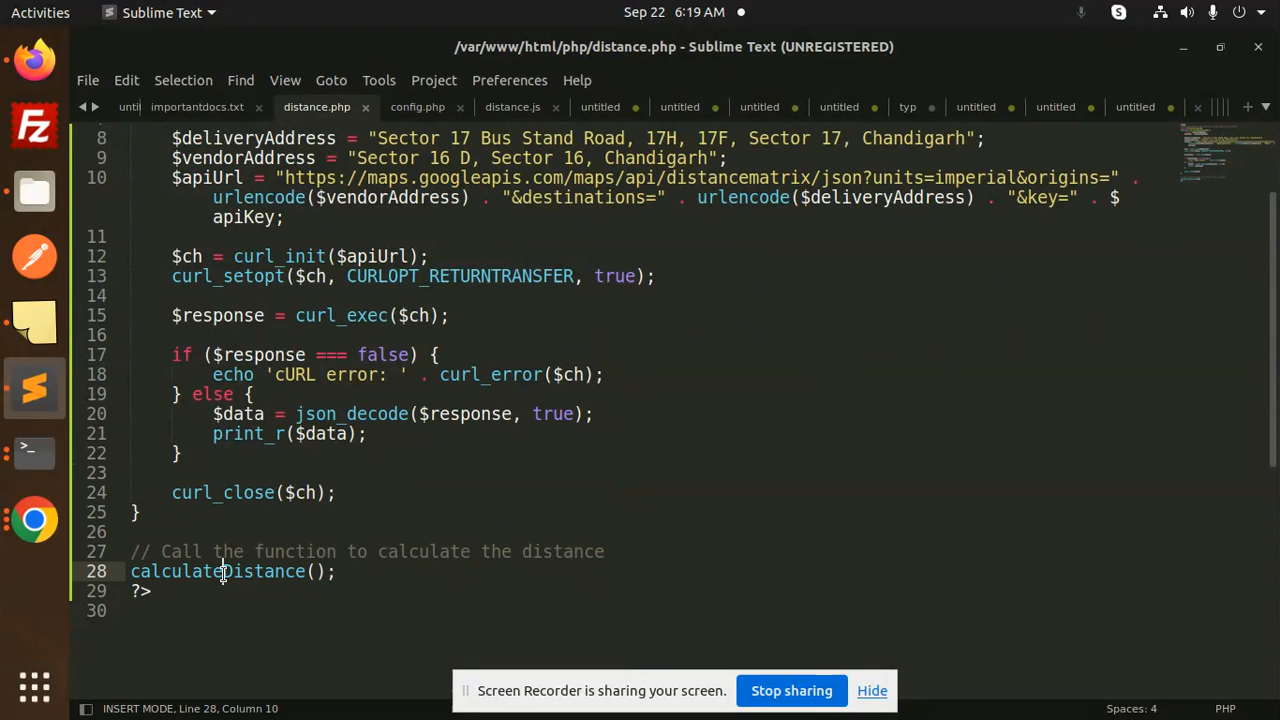 Activities Sublime Text Sep 22 6:19 AM
/var/www/html/php/distance.php - Sublime Text (UNREGISTERED)
File Edit Selection Find View Goto Tools Project Preferences Help
unti importantdocs.txt distance.php config.php distance.js untitled untitled untitled untitled typ untitled untitled untitled
8 $deliveryAddress = "Sector 17 Bus Stand Road, 17H, 17F, Sector 17, Chandigarh";
9 $vendorAddress = "Sector 16 D, Sector 16, Chandigarh";
10 $apiUrl = "https://maps.googleapis.com/maps/api/distancematrix/json?units=imperial&origins=" .
urlencode($vendorAddress) . "&destinations=" . urlencode($deliveryAddress) . "&key=" . $
apiKey;
11
12 $ch = curl_init($apiUrl);
13 curl_setopt($ch, CURLOPT_RETURNTRANSFER, true);
14
15 $response = curl_exec($ch);
16
17 if ($response === false) {
18 echo 'cURL error: ' . curl_error($ch);
19 } else {
20 $data = json_decode($response, true);
21 print_r($data);
22 }
23
24 curl_close($ch);
25 }
26
27 // Call the function to calculate the distance
28 calculateDistance();
29 ?>
30
Screen Recorder is sharing your screen. Stop sharing Hide
INSERT MODE, Line 28, Column 10 Spaces: 4 PHP